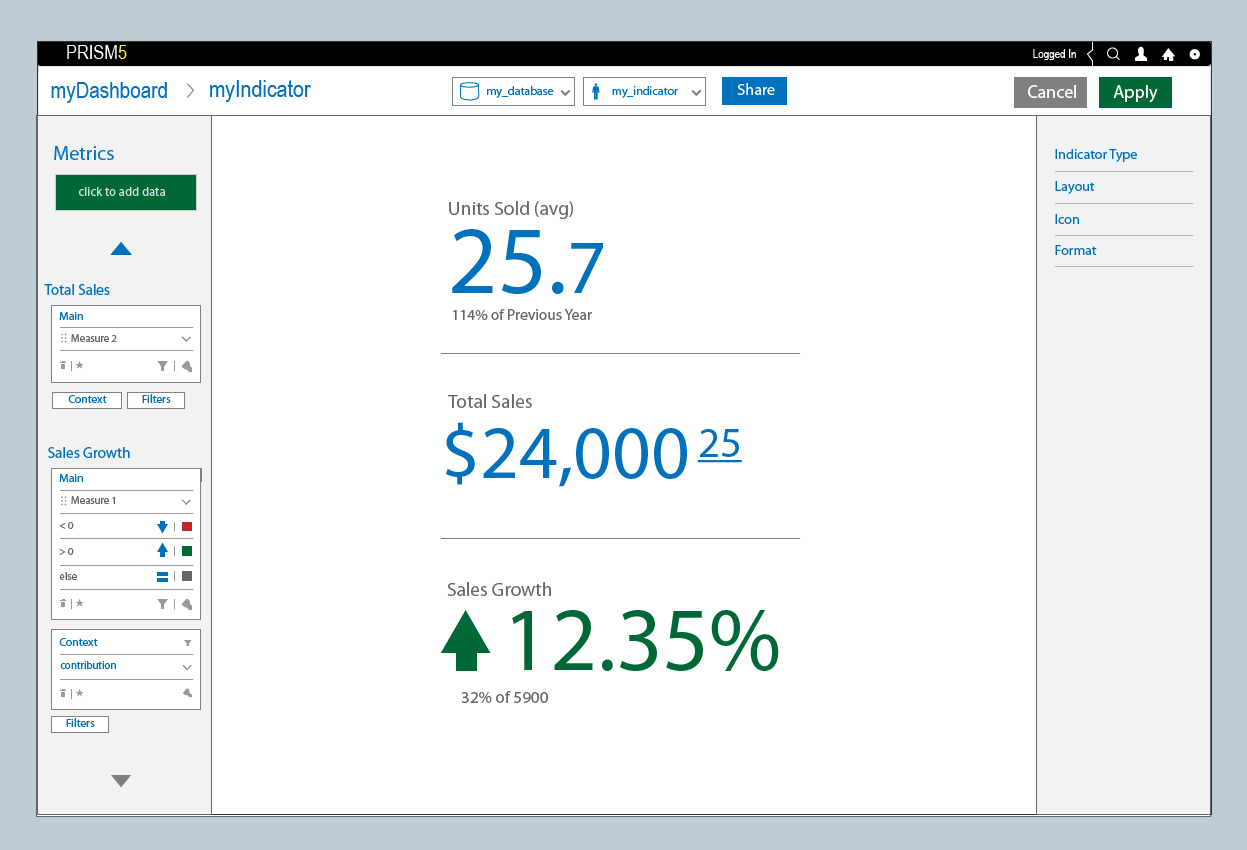 PRISM5
Logged In
myDashboard > myIndicator
my_database
my_indicator
Share
Cancel
Apply
Metrics
click to add data
Total Sales
Main
Measure 2
Context
Filters
Sales Growth
Main
Measure 1
< 0
> 0
else
Context
contribution
Filters
Units Sold (avg)
25.7
114% of Previous Year
Total Sales
$24,000 25
Sales Growth
12.35%
32% of 5900
Indicator Type
Layout
Icon
Format